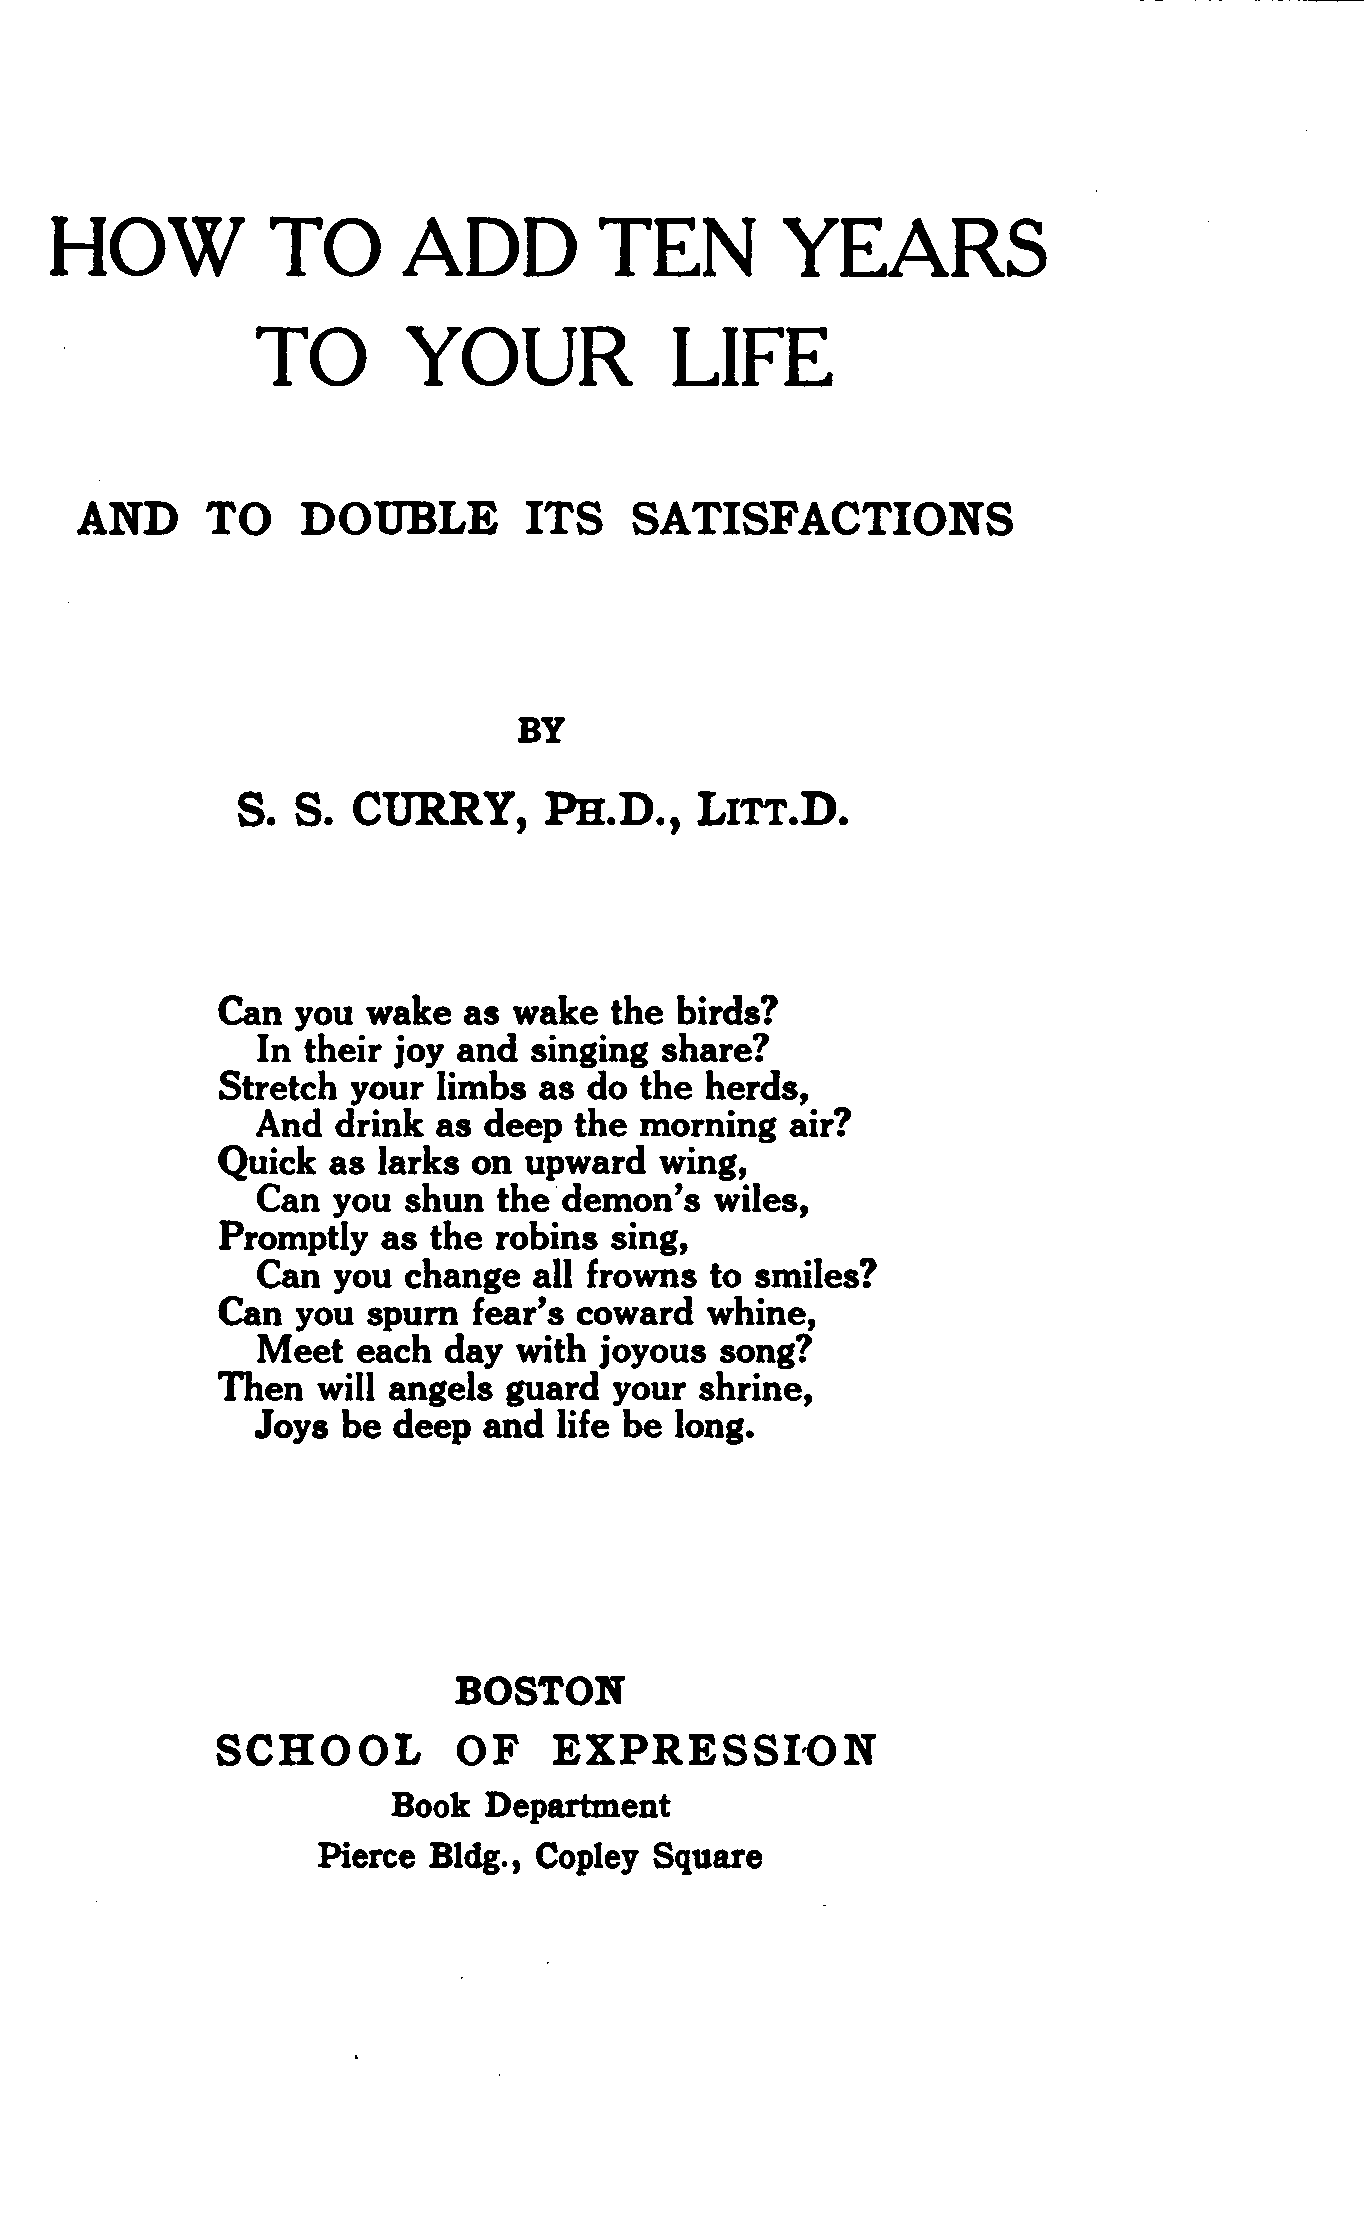 HOW TO ADD TEN YEARS
TO YOUR LIFE
AND TO DOUBLE ITS SATISFACTIONS
BY
S. S. CURRY, PH.D., LITT.D.
Can you wake as wake the birds?
In their joy and singing share?
Stretch your limbs as do the herds,
And drink as deep the morning air?
Quick as larks on upward wing,
Can you shun the demon's wiles,
Promptly as the robins sing,
Can you change all frowns to smiles?
Can you spurn fear's coward whine,
Meet each day with joyous song?
Then will angels guard your shrine,
Joys be deep and life be long.
BOSTON
SCHOOL OF EXPRESSION
Book Department
Pierce Bldg., Copley Square